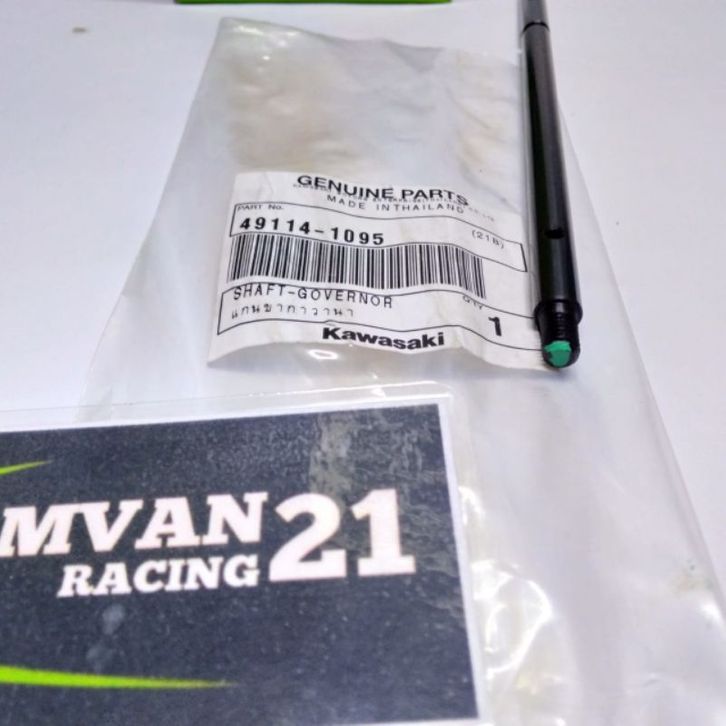 GENUINE PARTS
MADE INTHAILAND
PART No.
49114-1095
(21B)
SHAFT-GOVERNOR
QTY
แกนขากาวานา
1
Kawasaki
MVAN 21
RACING